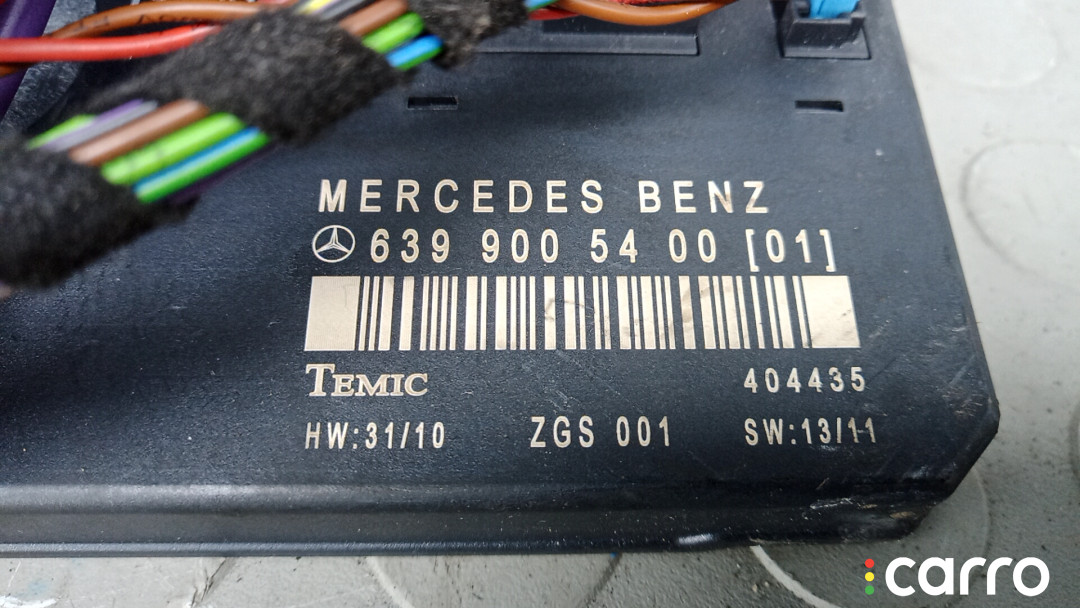 MERCEDES BENZ
639 900 54 00 [01]
TEMIC
404435
HW:31/10 ZGS 001 SW:13/11
carro